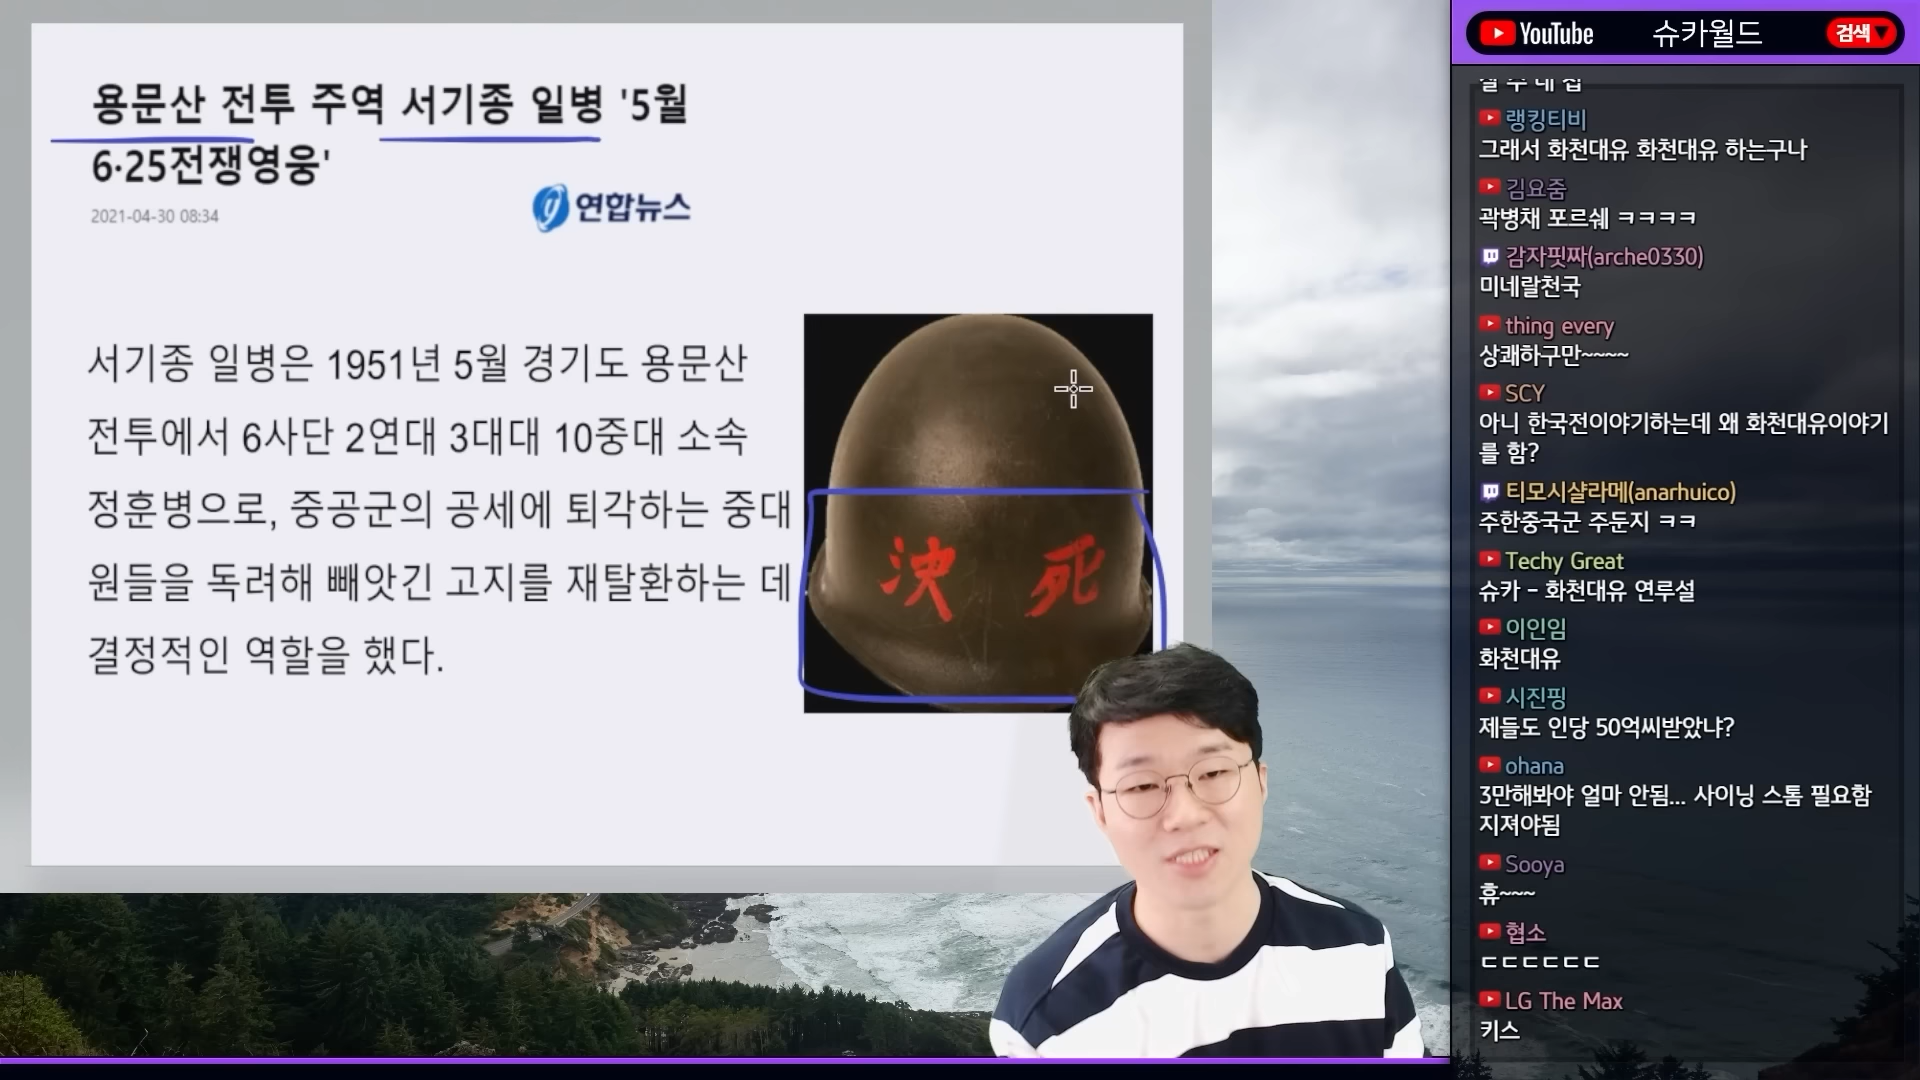 용문산 전투 주역 서기종 일병 '5월
6·25전쟁영웅'
2021-04-30 08:34
연합뉴스
서기종 일병은 1951년 5월 경기도 용문산
전투에서 6사단 2연대 3대대 10중대 소속
정훈병으로, 중공군의 공세에 퇴각하는 중대
원들을 독려해 빼앗긴 고지를 재탈환하는 데
결정적인 역할을 했다.
決 死
YouTube 슈카월드 검색▼
랭킹티비
그래서 화천대유 화천대유 하는구나
김요줌
곽병채 포르쉐 ㅋㅋㅋㅋ
감자핏짜(arche0330)
미네랄천국
thing every
상쾌하구만~~~~
SCY
아니 한국전이야기하는데 왜 화천대유이야기
를 함?
티모시샬라메(anarhuico)
주한중국군 주둔지 ㅋㅋ
Techy Great
슈카 - 화천대유 연루설
이인임
화천대유
시진핑
제들도 인당 50억씨받았냐?
ohana
3만해봐야 얼마 안됨... 사이닝 스톰 필요함
지져야됨
Sooya
휴~~~
협소
ㄷㄷㄷㄷㄷㄷ
LG The Max
키스